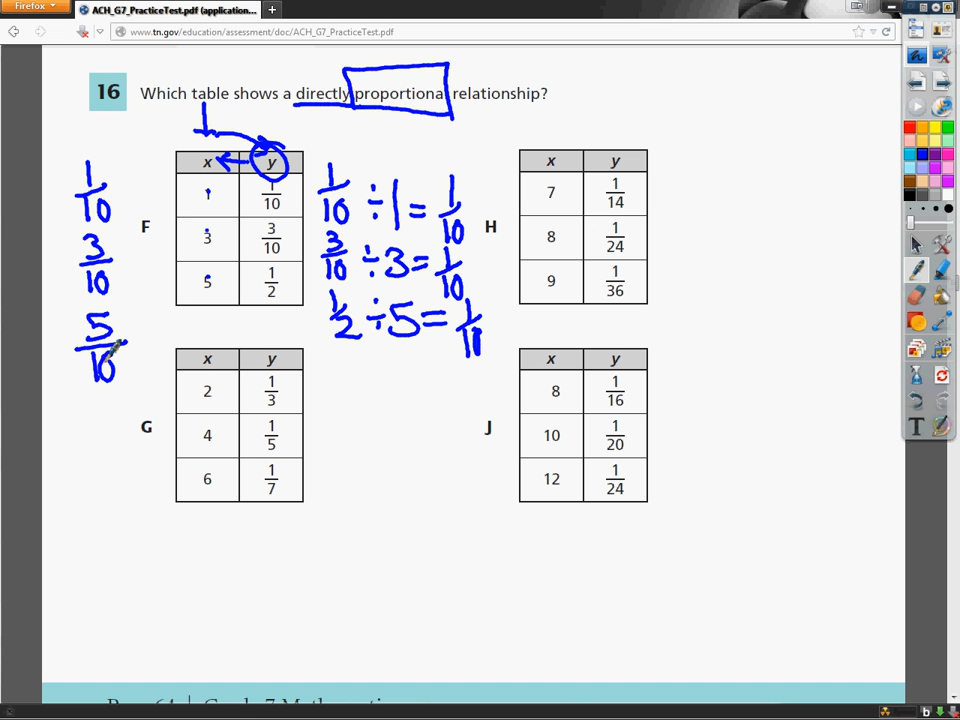 Firefox
ACH_G7_PracticeTest.pdf (application...
www.tn.gov/education/assessment/doc/ACH_G7_PracticeTest.pdf
16 Which table shows a directly proportional relationship?
F
x y
1 1/10
3 3/10
5 1/2
H
x y
7 1/14
8 1/24
9 1/36
G
x y
2 1/3
4 1/5
6 1/7
J
x y
8 1/16
10 1/20
12 1/24
1/10
3/10
5/10
1/10 ÷ 1 = 1/10
3/10 ÷ 3 = 1/10
1/2 ÷ 5 = 1/10